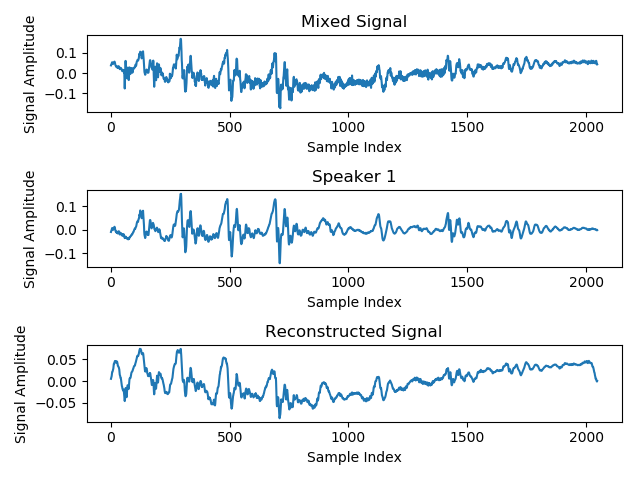 Mixed Signal
Signal Amplitude
0.1
0.0
−0.1
0 500 1000 1500 2000
Sample Index
Speaker 1
Signal Amplitude
0.1
0.0
−0.1
0 500 1000 1500 2000
Sample Index
Reconstructed Signal
Signal Amplitude
0.05
0.00
−0.05
0 500 1000 1500 2000
Sample Index